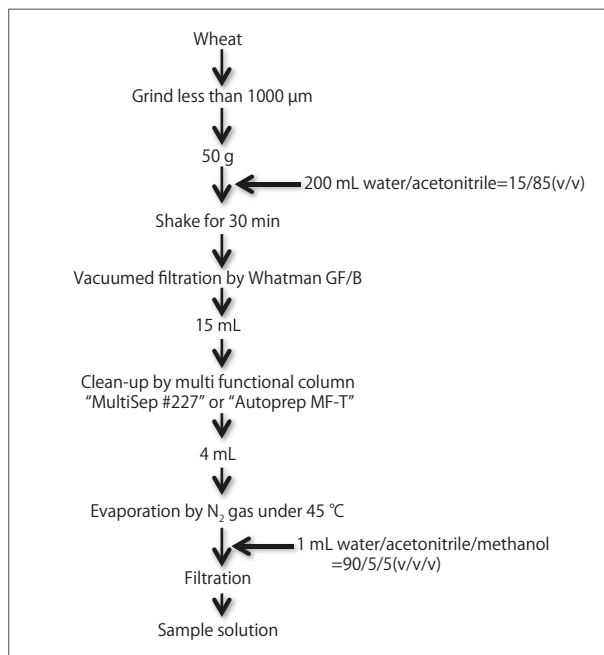 Wheat
Grind less than 1000 μm
50 g
200 mL water/acetonitrile=15/85(v/v)
Shake for 30 min
Vacuumed filtration by Whatman GF/B
15 mL
Clean-up by multi functional column
“MultiSep #227” or “Autoprep MF-T”
4 mL
Evaporation by N₂ gas under 45 °C
1 mL water/acetonitrile/methanol
=90/5/5(v/v/v)
Filtration
Sample solution